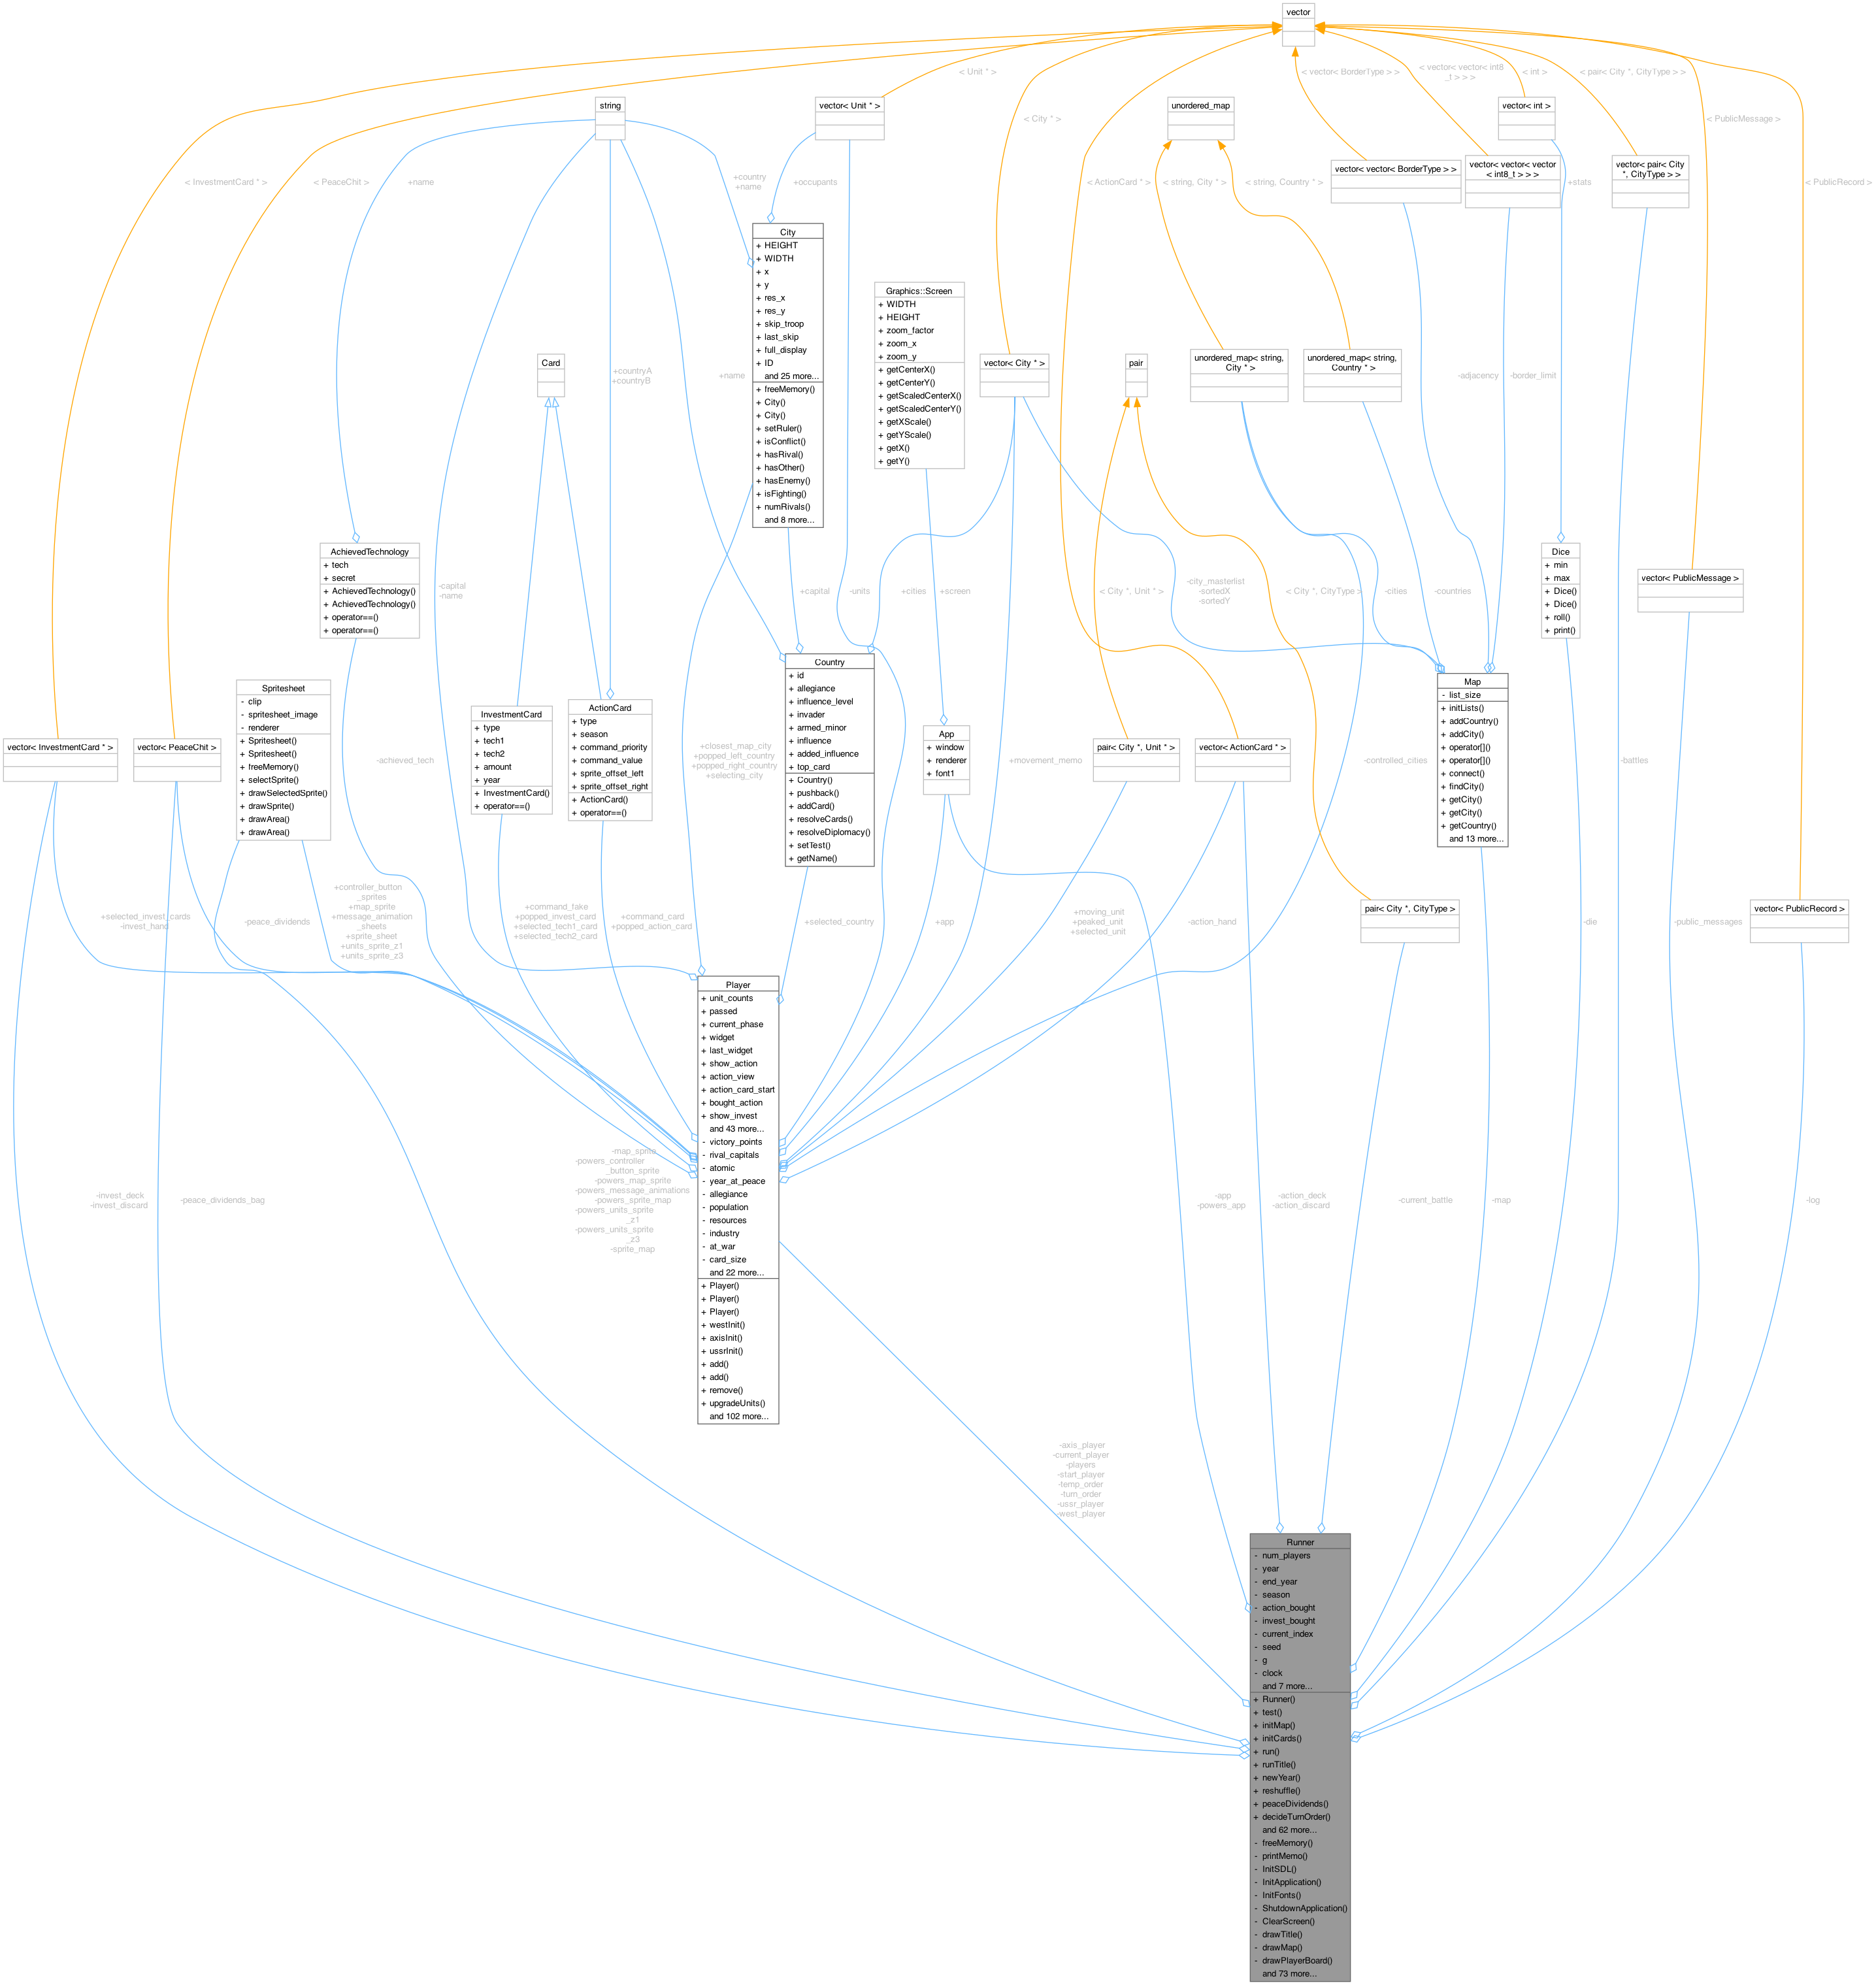 vector
< Unit * >
< vector< BorderType > >
< vector< vector< int8
_t > > >
< int >
< pair< City *, CityType > >
string
vector< Unit * >
unordered_map
vector< int >
< City * >
< PublicMessage >
vector< vector< BorderType > >
vector< vector< vector
< int8_t > > >
vector< pair< City
*, CityType > >
< InvestmentCard * >
< PeaceChit >
+name
+country
+name
+occupants
< ActionCard * >
< string, City * >
< string, Country * >
+stats
< PublicRecord >
City
+ HEIGHT
+ WIDTH
+ x
+ y
+ res_x
+ res_y
+ skip_troop
+ last_skip
+ full_display
+ ID
and 25 more...
+ freeMemory()
+ City()
+ City()
+ setRuler()
+ isConflict()
+ hasRival()
+ hasOther()
+ hasEnemy()
+ isFighting()
+ numRivals()
and 8 more...
Graphics::Screen
+ WIDTH
+ HEIGHT
+ zoom_factor
+ zoom_x
+ zoom_y
+ getCenterX()
+ getCenterY()
+ getScaledCenterX()
+ getScaledCenterY()
+ getXScale()
+ getYScale()
+ getX()
+ getY()
Card
+countryA
+countryB
+name
vector< City * >
pair
unordered_map< string,
City * >
unordered_map< string,
Country * >
-adjacency
-border_limit
AchievedTechnology
+ tech
+ secret
+ AchievedTechnology()
+ AchievedTechnology()
+ operator==()
+ operator==()
-capital
-name
+capital
-units
+cities
+screen
< City *, Unit * >
-city_masterlist
-sortedX
-sortedY
< City *, CityType >
-cities
-countries
Dice
+ min
+ max
+ Dice()
+ Dice()
+ roll()
+ print()
vector< PublicMessage >
Spritesheet
- clip
- spritesheet_image
- renderer
+ Spritesheet()
+ Spritesheet()
+ freeMemory()
+ selectSprite()
+ drawSelectedSprite()
+ drawSprite()
+ drawArea()
+ drawArea()
Country
+ id
+ allegiance
+ influence_level
+ invader
+ armed_minor
+ influence
+ added_influence
+ top_card
+ Country()
+ pushback()
+ addCard()
+ resolveCards()
+ resolveDiplomacy()
+ setTest()
+ getName()
Map
- list_size
+ initLists()
+ addCountry()
+ addCity()
+ operator[]()
+ operator[]()
+ connect()
+ findCity()
+ getCity()
+ getCity()
+ getCountry()
and 13 more...
vector< InvestmentCard * >
vector< PeaceChit >
-achieved_tech
InvestmentCard
+ type
+ tech1
+ tech2
+ amount
+ year
+ InvestmentCard()
+ operator==()
ActionCard
+ type
+ season
+ command_priority
+ command_value
+ sprite_offset_left
+ sprite_offset_right
+ ActionCard()
+ operator==()
+closest_map_city
+popped_left_country
+popped_right_country
+selecting_city
App
+ window
+ renderer
+ font1
+movement_memo
pair< City *, Unit * >
vector< ActionCard * >
-controlled_cities
-battles
+selected_invest_cards
-invest_hand
-peace_dividends
+controller_button
_sprites
+map_sprite
+message_animation
_sheets
+sprite_sheet
+units_sprite_z1
+units_sprite_z3
+command_fake
+popped_invest_card
+selected_tech1_card
+selected_tech2_card
+command_card
+popped_action_card
+selected_country
+app
+moving_unit
+peaked_unit
+selected_unit
-action_hand
pair< City *, CityType >
-die
-public_messages
vector< PublicRecord >
Player
+ unit_counts
+ passed
+ current_phase
+ widget
+ last_widget
+ show_action
+ action_view
+ action_card_start
+ bought_action
+ show_invest
and 43 more...
- victory_points
- rival_capitals
- atomic
- year_at_peace
- allegiance
- population
- resources
- industry
- at_war
- card_size
and 22 more...
+ Player()
+ Player()
+ Player()
+ westInit()
+ axisInit()
+ ussrInit()
+ add()
+ add()
+ remove()
+ upgradeUnits()
and 102 more...
-invest_deck
-invest_discard
-peace_dividends_bag
-map_sprite
-powers_controller
_button_sprite
-powers_map_sprite
-powers_message_animations
-powers_sprite_map
-powers_units_sprite
_z1
-powers_units_sprite
_z3
-sprite_map
-app
-powers_app
-action_deck
-action_discard
-current_battle
-map
-log
-axis_player
-current_player
-players
-start_player
-temp_order
-turn_order
-ussr_player
-west_player
Runner
- num_players
- year
- end_year
- season
- action_bought
- invest_bought
- current_index
- seed
- g
- clock
and 7 more...
+ Runner()
+ test()
+ initMap()
+ initCards()
+ run()
+ runTitle()
+ newYear()
+ reshuffle()
+ peaceDividends()
+ decideTurnOrder()
and 62 more...
- freeMemory()
- printMemo()
- InitSDL()
- InitApplication()
- InitFonts()
- ShutdownApplication()
- ClearScreen()
- drawTitle()
- drawMap()
- drawPlayerBoard()
and 73 more...